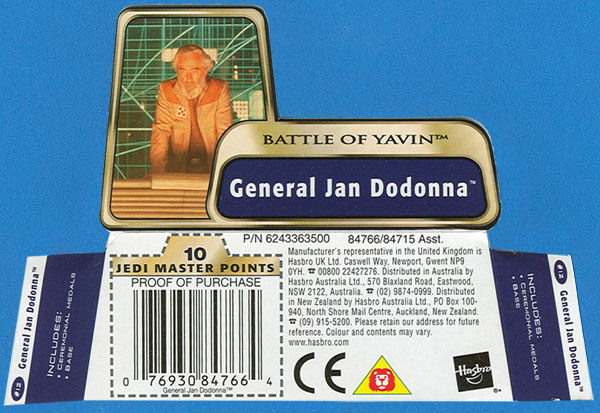 BATTLE OF YAVIN™
General Jan Dodonna™
P/N 6243363500 84766/84715 Asst.
10
JEDI MASTER POINTS
PROOF OF PURCHASE
0 76930 84766 4
General Jan Dodonna™
Manufacturer's representative in the United Kingdom is
Hasbro UK Ltd. Caswell Way, Newport, Gwent NP9
0YH. ☎ 00800 22427276. Distributed in Australia by
Hasbro Australia Ltd., 570 Blaxland Road, Eastwood,
NSW 2122, Australia. ☎ (02) 9874-0999. Distributed
in New Zealand by Hasbro Australia Ltd., PO Box 100-
940, North Shore Mail Centre, Auckland, New Zealand.
☎ (09) 915-5200. Please retain our address for future
reference. Colour and contents may vary.
www.hasbro.com
CE
Hasbro
®*
#12 General Jan Dodonna™
INCLUDES:
• CEREMONIAL MEDALS
• BASE
#12 General Jan Dodonna™
INCLUDES:
• CEREMONIAL MEDALS
• BASE